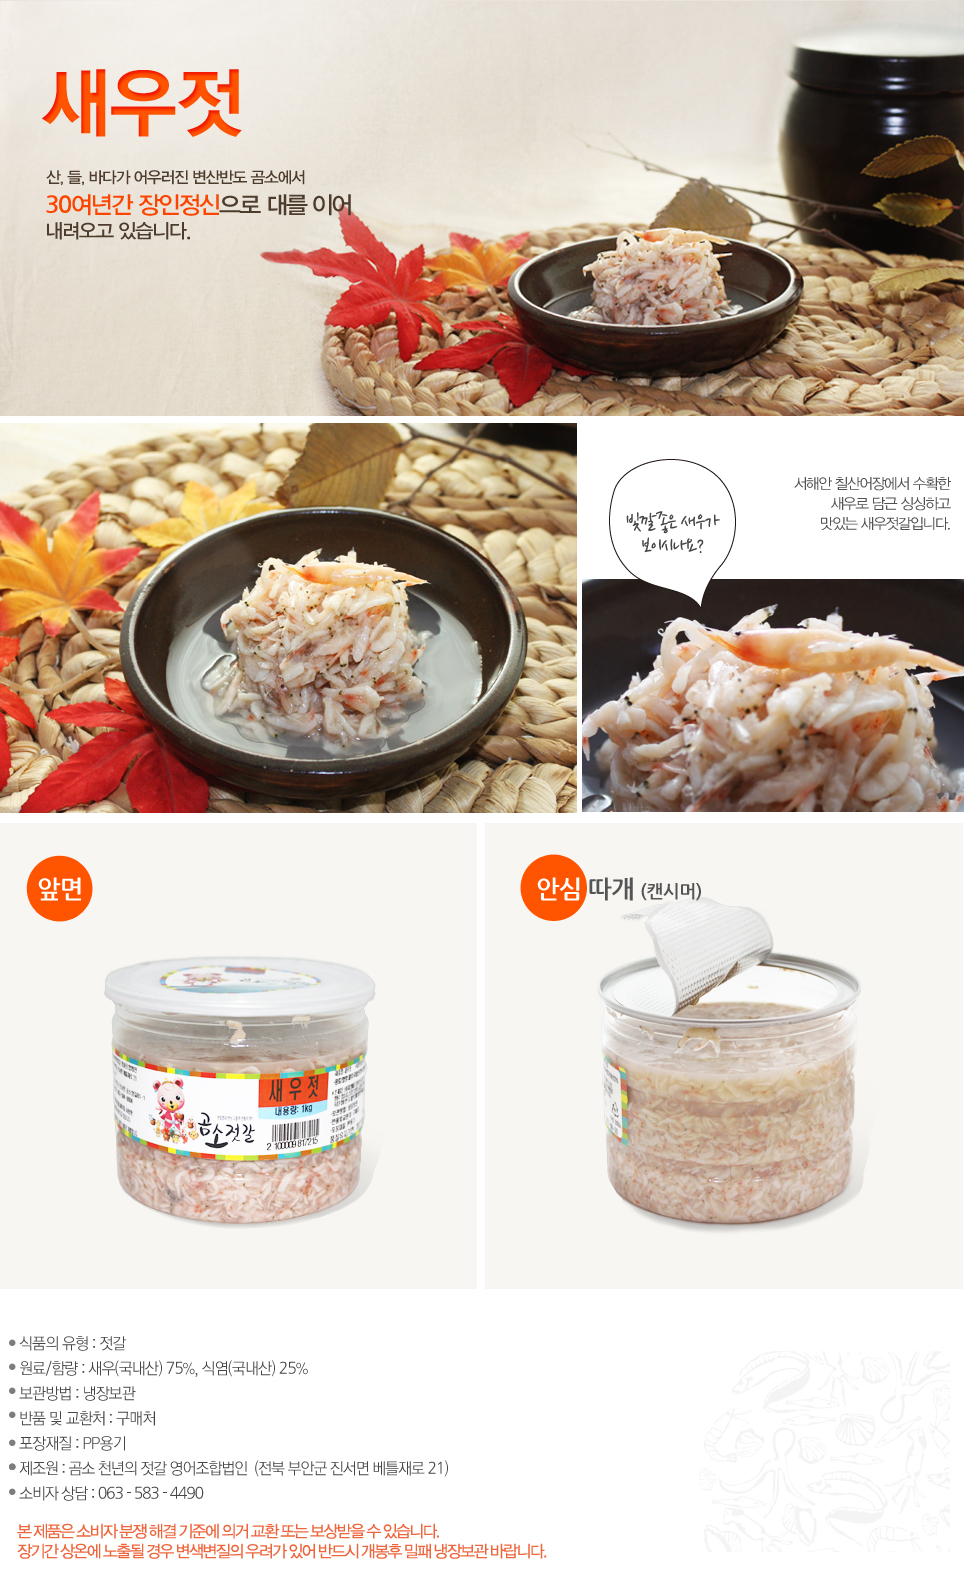 새우젓
산, 들, 바다가 어우러진 변산반도 곰소에서
30여년간 장인정신으로 대를 이어
내려오고 있습니다.
서해안 칠산어장에서 수확한
새우로 담근 싱싱하고
맛있는 새우젓갈입니다.
빛깔좋은 새우가
보이시나요?
앞면
안심 따개 (캔시머)
새우젓
내용량: 1kg
곰소젓갈
2 100009 817215
● 식품의 유형 : 젓갈
● 원료/함량 : 새우(국내산) 75%, 식염(국내산) 25%
● 보관방법 : 냉장보관
● 반품 및 교환처 : 구매처
● 포장재질 : PP용기
● 제조원 : 곰소 천년의 젓갈 영어조합법인 (전북 부안군 진서면 베틀재로 21)
● 소비자 상담 : 063 - 583 - 4490
본 제품은 소비자 분쟁 해결 기준에 의거 교환 또는 보상받을 수 있습니다.
장기간 상온에 노출될 경우 변색변질의 우려가 있어 반드시 개봉후 밀패 냉장보관 바랍니다.